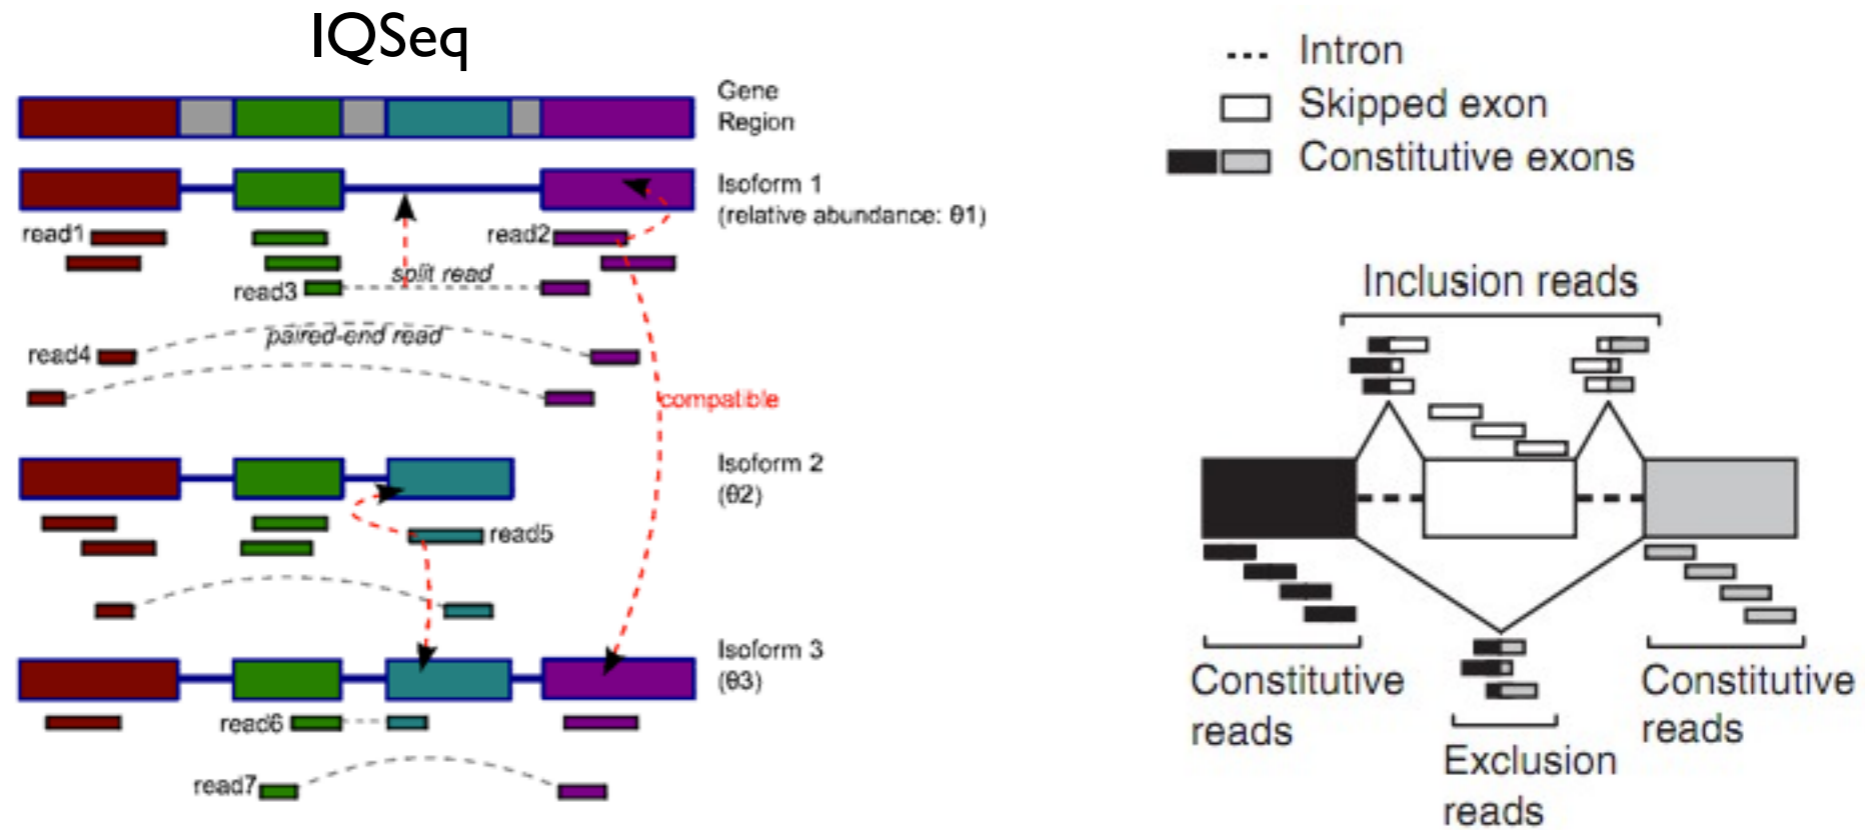 IQSeq
Gene
Region
Isoform 1
(relative abundance: θ1)
read1
read2
split read
read3
paired-end read
read4
compatible
Isoform 2
(θ2)
read5
Isoform 3
(θ3)
read6
read7
Intron
Skipped exon
Constitutive exons
Inclusion reads
Constitutive
reads
Constitutive
reads
Exclusion
reads